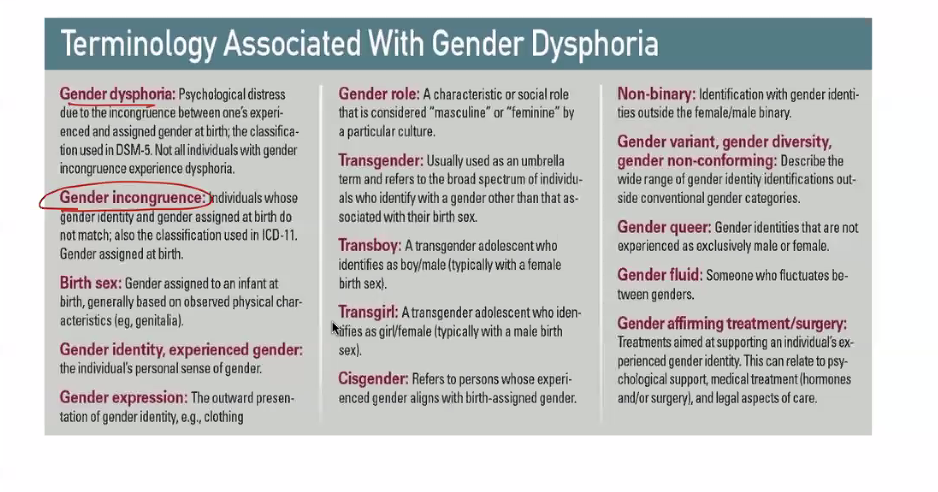 Terminology Associated With Gender Dysphoria
Gender dysphoria: Psychological distress
due to the incongruence between one's experi-
enced and assigned gender at birth; the classifica-
tion used in DSM-5. Not all individuals with gender
incongruence experience dysphoria.
Gender incongruence: Individuals whose
gender identity and gender assigned at birth do
not match; also the classification used in ICD-11.
Gender assigned at birth.
Birth sex: Gender assigned to an infant at
birth, generally based on observed physical char-
acteristics (eg, genitalia).
Gender identity, experienced gender:
the individual's personal sense of gender.
Gender expression: The outward presen-
tation of gender identity, e.g., clothing
Gender role: A characteristic or social role
that is considered "masculine" or "feminine" by
a particular culture.
Transgender: Usually used as an umbrella
term and refers to the broad spectrum of individu-
als who identify with a gender other than that as-
sociated with their birth sex.
Transboy: A transgender adolescent who
identifies as boy/male (typically with a female
birth sex).
Transgirl: A transgender adolescent who iden-
tifies as girl/female (typically with a male birth
sex).
Cisgender: Refers to persons whose experi-
enced gender aligns with birth-assigned gender.
Non-binary: Identification with gender identi-
ties outside the female/male binary.
Gender variant, gender diversity,
gender non-conforming: Describe the
wide range of gender identity identifications out-
side conventional gender categories.
Gender queer: Gender identities that are not
experienced as exclusively male or female.
Gender fluid: Someone who fluctuates be-
tween genders.
Gender affirming treatment/surgery:
Treatments aimed at supporting an individual's ex-
perienced gender identity. This can relate to psy-
chological support, medical treatment (hormones
and/or surgery), and legal aspects of care.